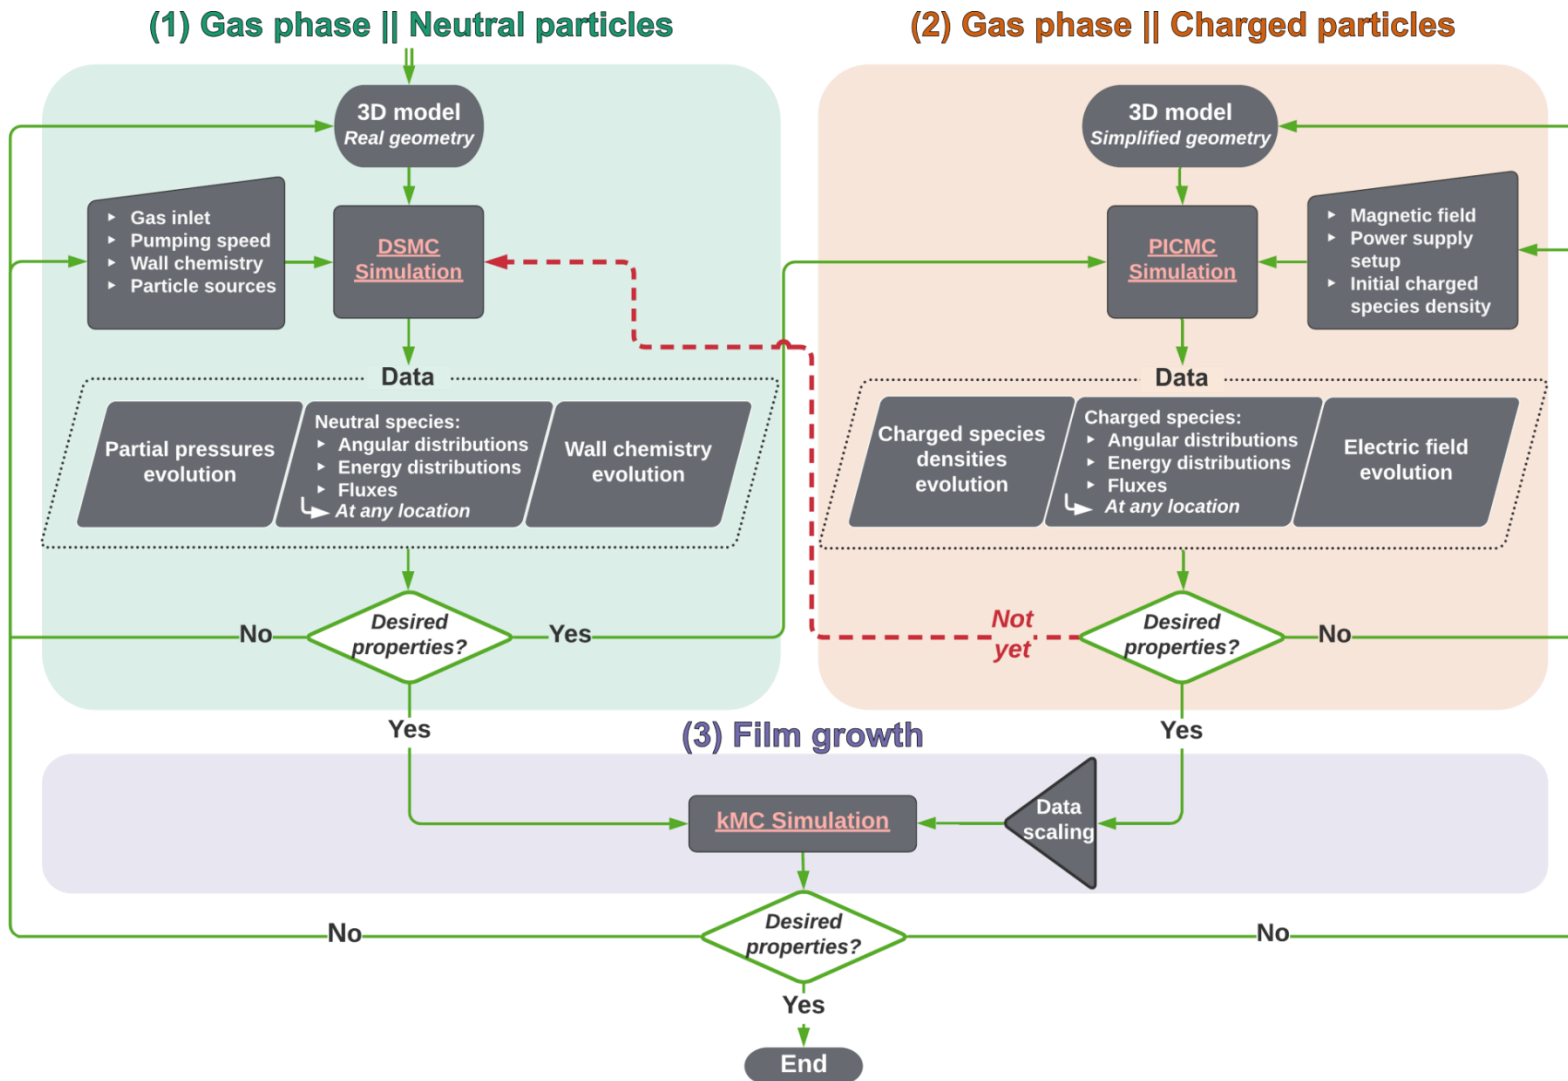 (1) Gas phase || Neutral particles
3D model
Real geometry
Gas inlet
Pumping speed
Wall chemistry
Particle sources
DSMC
Simulation
Data
Partial pressures
evolution
Neutral species:
Angular distributions
Energy distributions
Fluxes
At any location
Wall chemistry
evolution
Desired
properties?
No
Yes
Yes
(2) Gas phase || Charged particles
3D model
Simplified geometry
PICMC
Simulation
Magnetic field
Power supply
setup
Initial charged
species density
Data
Charged species
densities
evolution
Charged species:
Angular distributions
Energy distributions
Fluxes
At any location
Electric field
evolution
Not
yet
Desired
properties?
No
Yes
(3) Film growth
kMC Simulation
Data
scaling
Desired
properties?
No
No
Yes
End